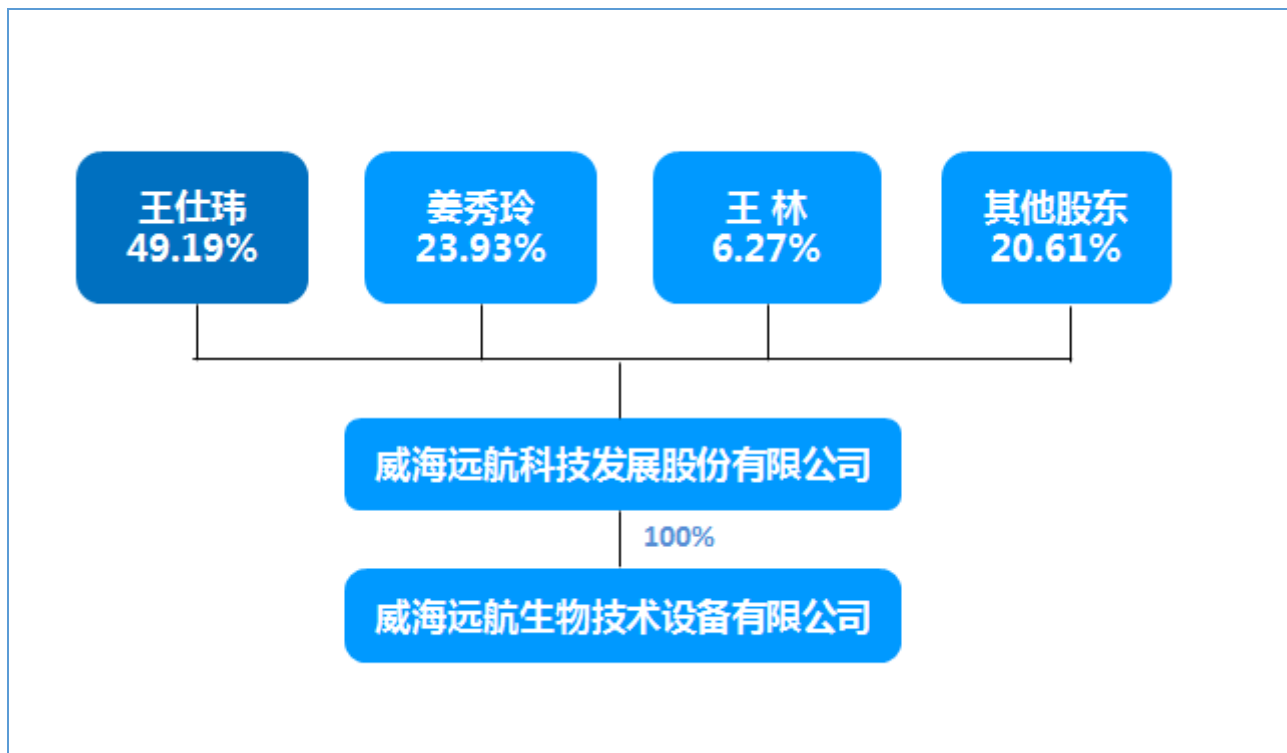 王仕玮
49.19%
姜秀玲
23.93%
王 林
6.27%
其他股东
20.61%
威海远航科技发展股份有限公司
100%
威海远航生物技术设备有限公司